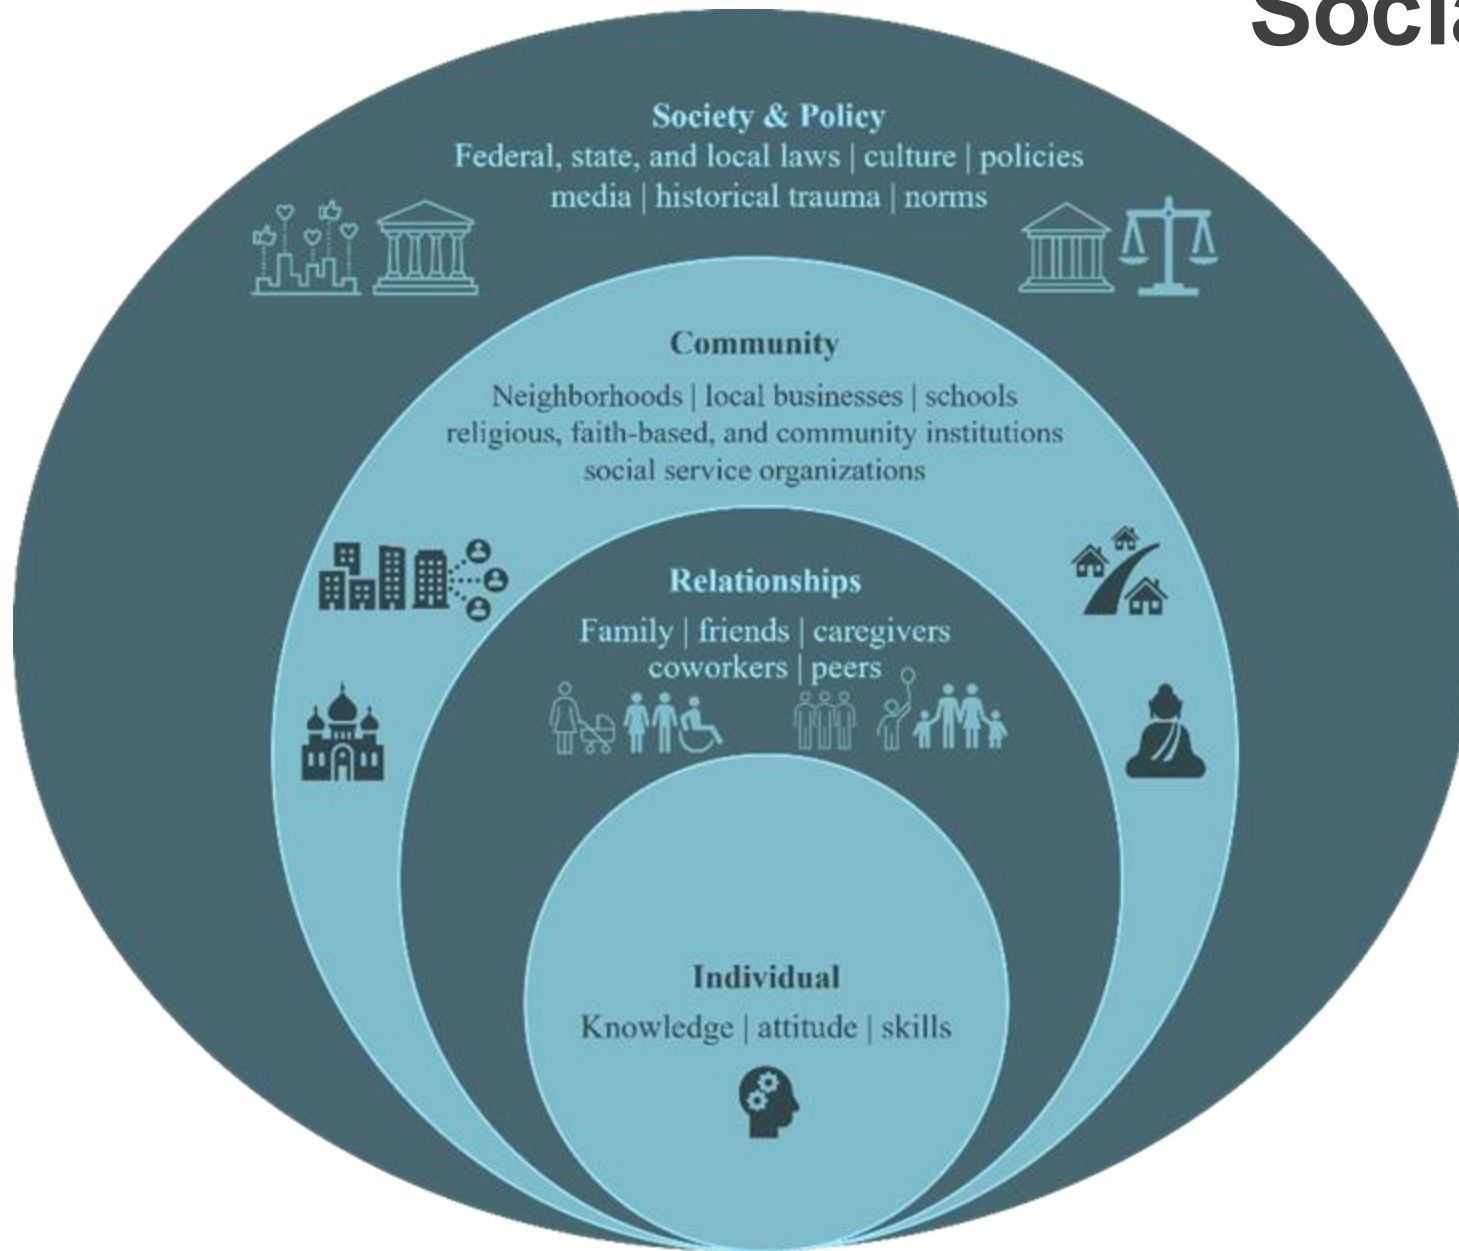 Socia
Society & Policy
Federal, state, and local laws | culture | policies
media | historical trauma | norms
Community
Neighborhoods | local businesses | schools
religious, faith-based, and community institutions
social service organizations
Relationships
Family | friends | caregivers
coworkers | peers
Individual
Knowledge | attitude | skills